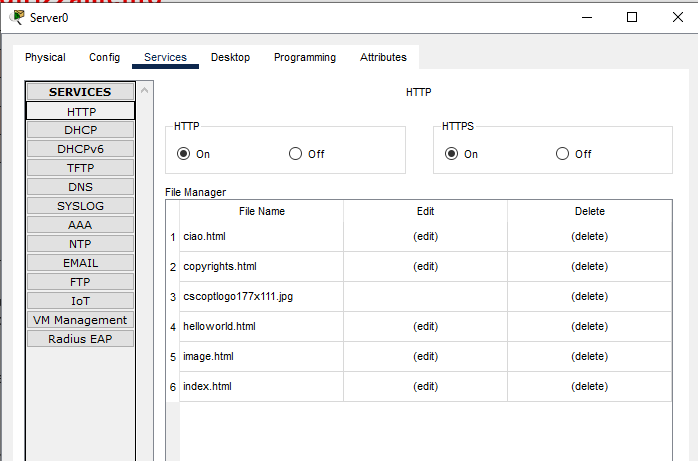 Server0
Physical Config Services Desktop Programming Attributes
SERVICES
HTTP
DHCP
DHCPv6
TFTP
DNS
SYSLOG
AAA
NTP
EMAIL
FTP
IoT
VM Management
Radius EAP
HTTP
HTTP
On Off
HTTPS
On Off
File Manager
File Name Edit Delete
1 ciao.html (edit) (delete)
2 copyrights.html (edit) (delete)
3 cscoptlogo177x111.jpg (delete)
4 helloworld.html (edit) (delete)
5 image.html (edit) (delete)
6 index.html (edit) (delete)